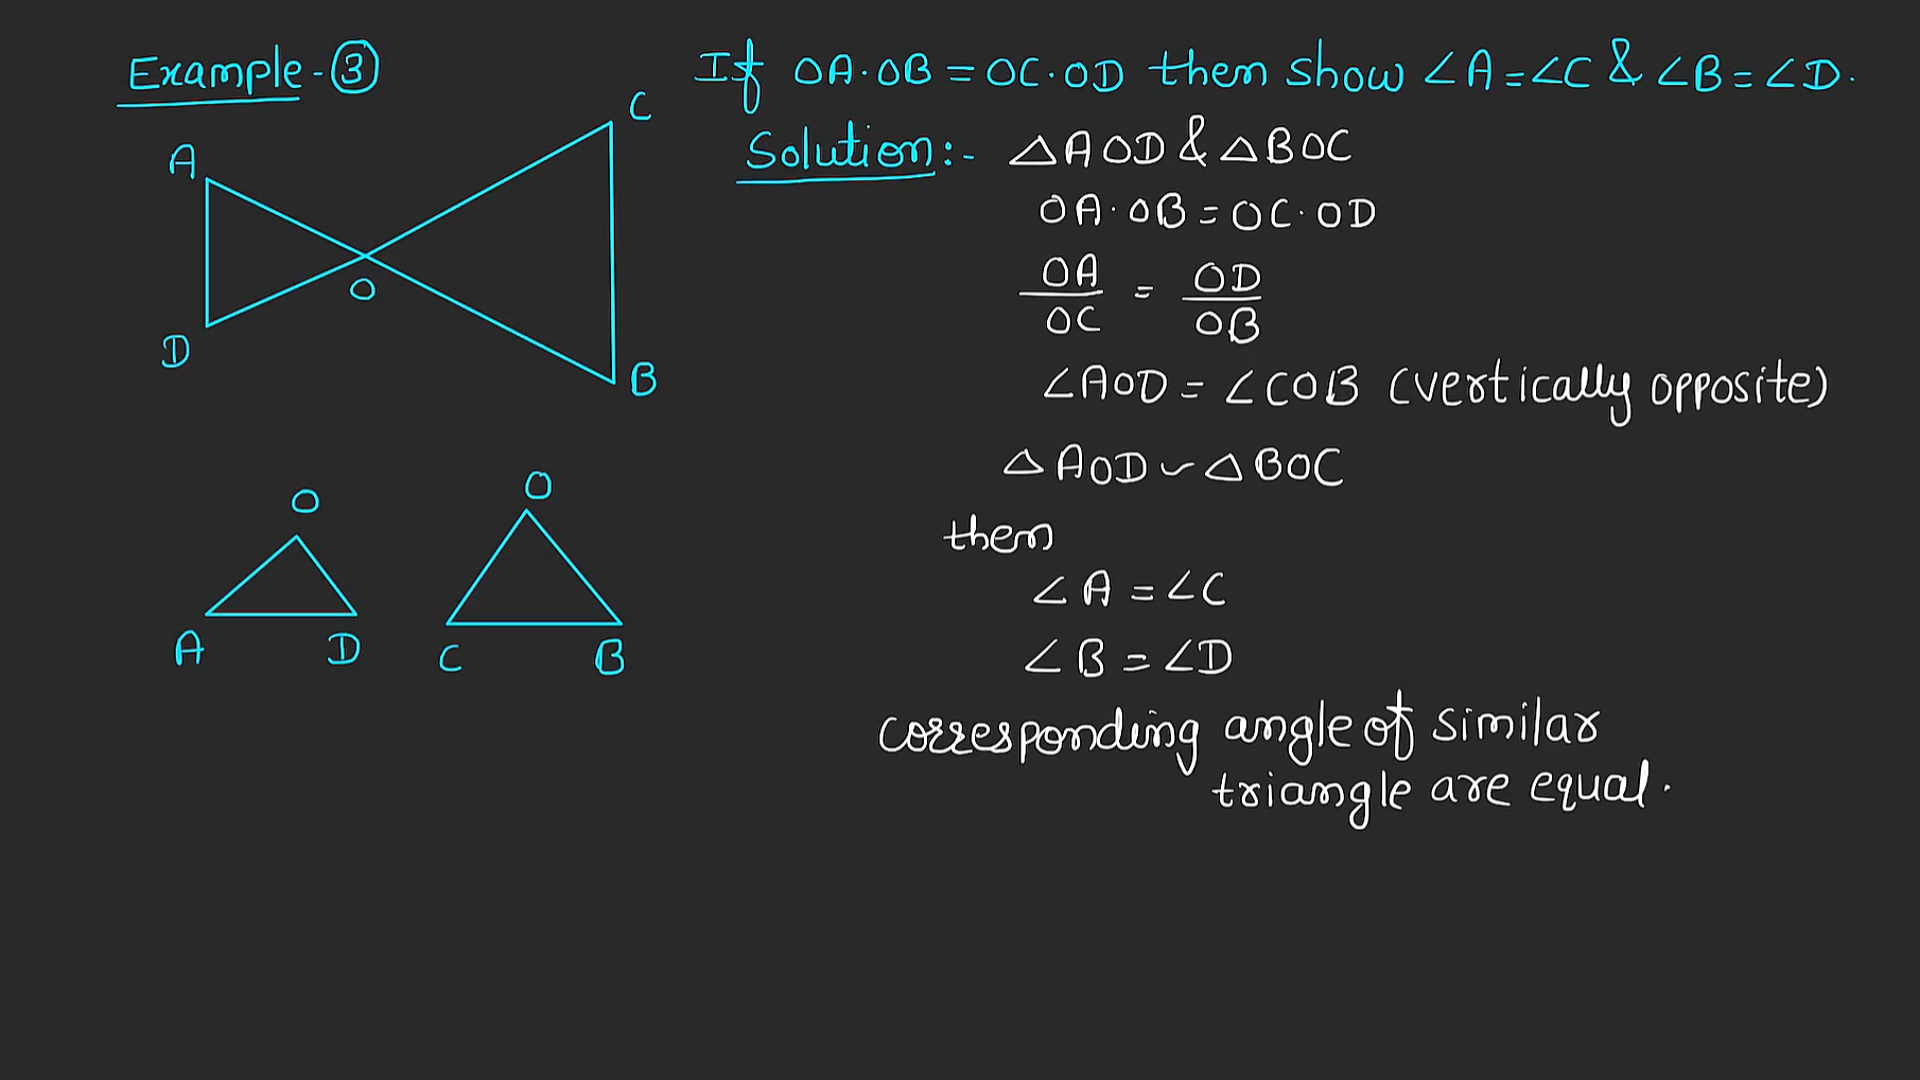 Example-③
If OA·OB = OC·OD then show ∠A = ∠C & ∠B = ∠D.
Solution:- △AOD & △BOC
OA·OB = OC·OD
OA/OC = OD/OB
∠AOD = ∠COB (vertically opposite)
△AOD ~ △BOC
then
∠A = ∠C
∠B = ∠D
corresponding angle of similar
triangle are equal.
A
C
O
D
B
O
A D
O
C B